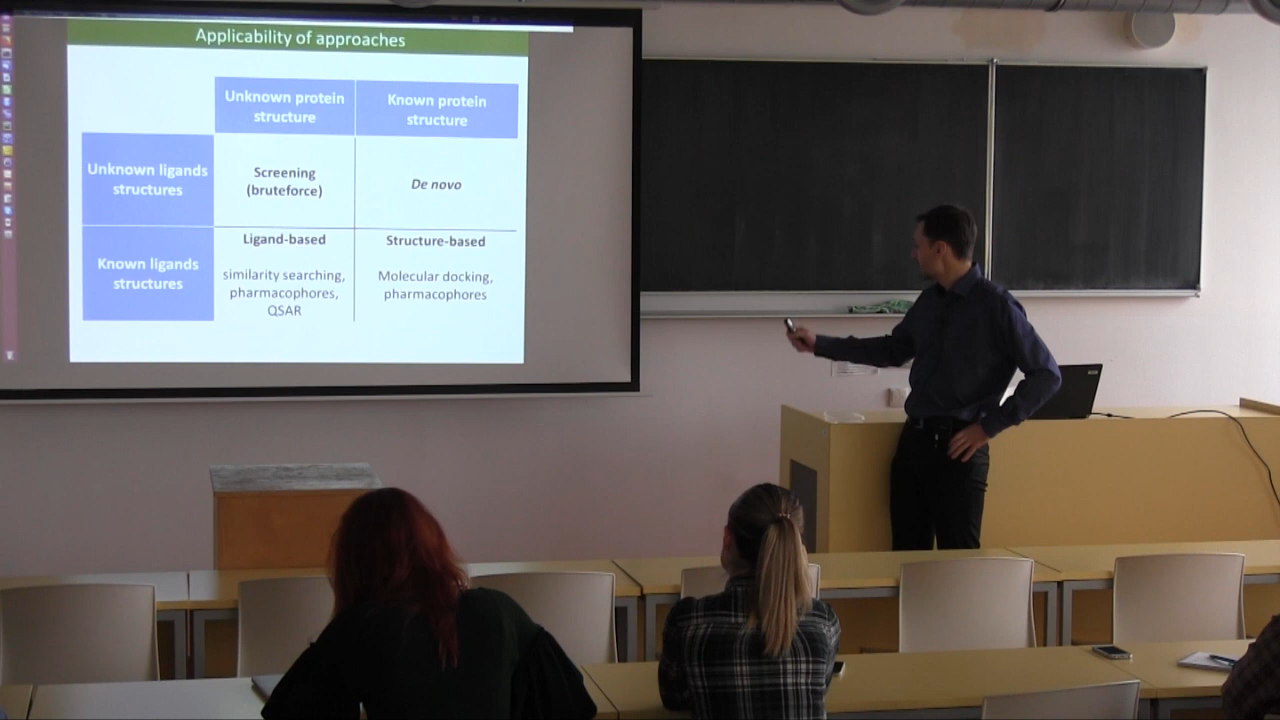 Applicability of approaches
Unknown protein
structure
Known protein
structure
Unknown ligands
structures
Screening
(bruteforce)
De novo
Known ligands
structures
Ligand-based
similarity searching,
pharmacophores,
QSAR
Structure-based
Molecular docking,
pharmacophores